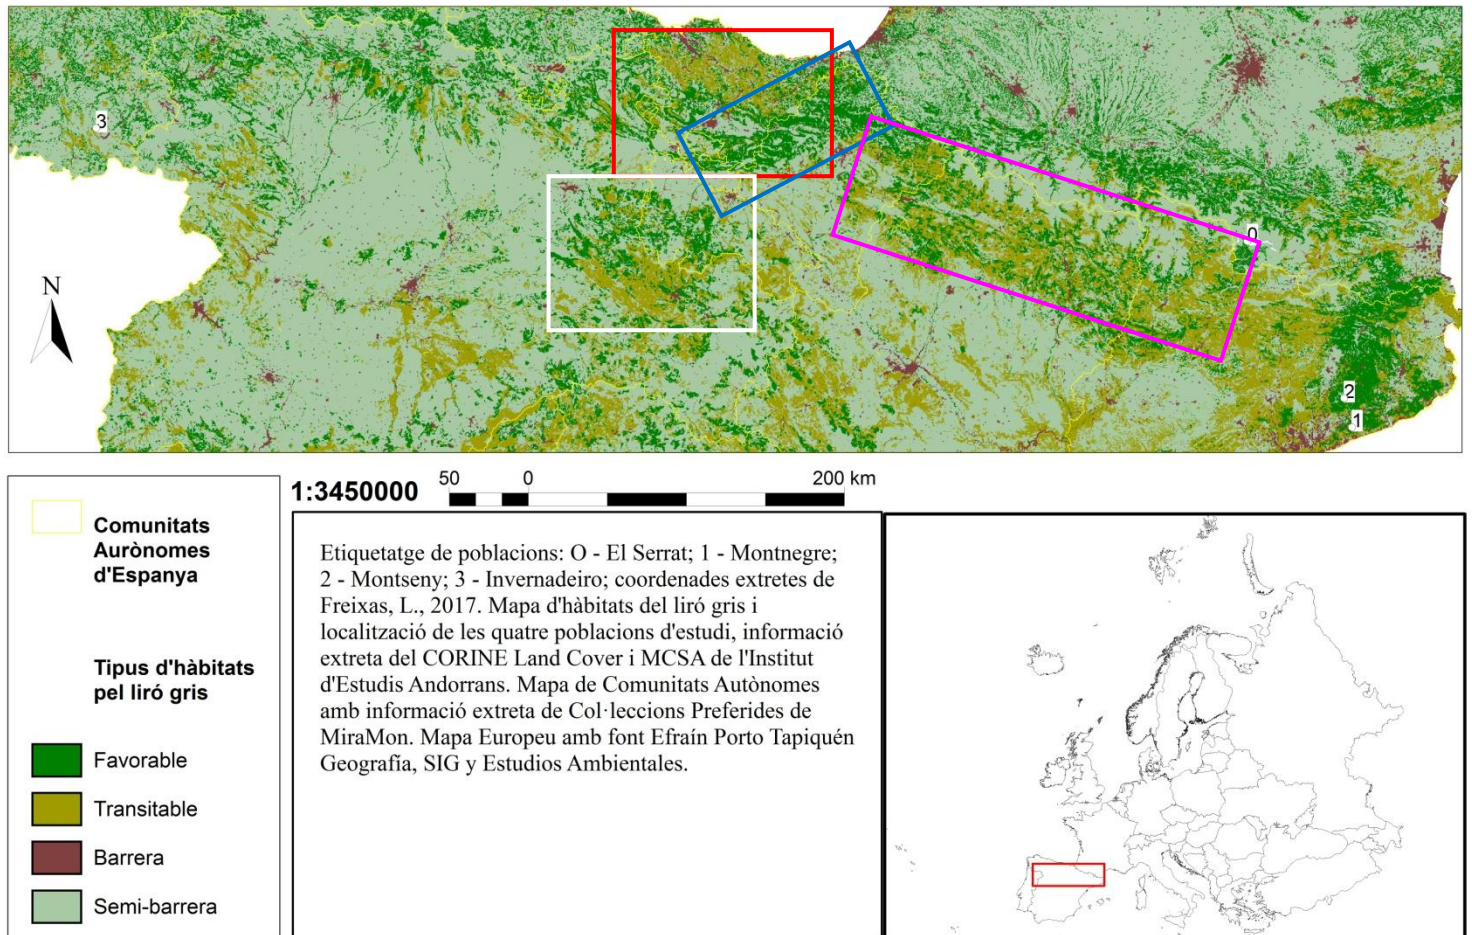 3
0
2
1
N
Comunitats
Aurònomes
d'Espanya
Tipus d'hàbitats
pel liró gris
Favorable
Transitable
Barrera
Semi-barrera
1:3450000
50 0 200 km
Etiquetatge de poblacions: O - El Serrat; 1 - Montnegre;
2 - Montseny; 3 - Invernadeiro; coordenades extretes de
Freixas, L., 2017. Mapa d'hàbitats del liró gris i
localització de les quatre poblacions d'estudi, informació
extreta del CORINE Land Cover i MCSA de l'Institut
d'Estudis Andorrans. Mapa de Comunitats Autònomes
amb informació extreta de Col·leccions Preferides de
MiraMon. Mapa Europeu amb font Efraín Porto Tapiquén
Geografía, SIG y Estudios Ambientales.